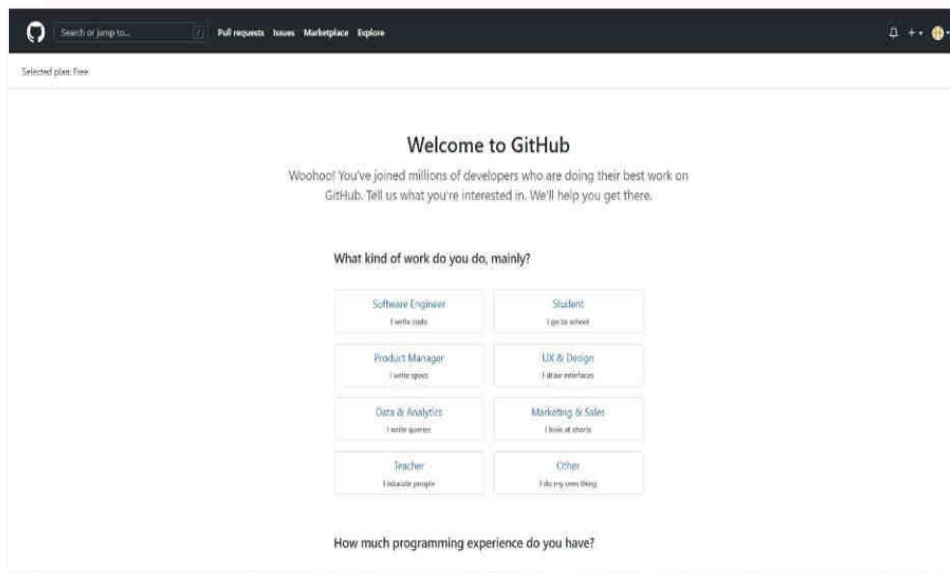 Search or jump to...
/
Pull requests Issues Marketplace Explore
Selected plan: Free
Welcome to GitHub
Woohoo! You've joined millions of developers who are doing their best work on
GitHub. Tell us what you're interested in. We'll help you get there.
What kind of work do you do, mainly?
Software Engineer
I write code
Student
I go to school
Product Manager
I write specs
UX & Design
I draw interfaces
Data & Analytics
I write queries
Marketing & Sales
I look at charts
Teacher
I educate people
Other
I do my own thing
How much programming experience do you have?